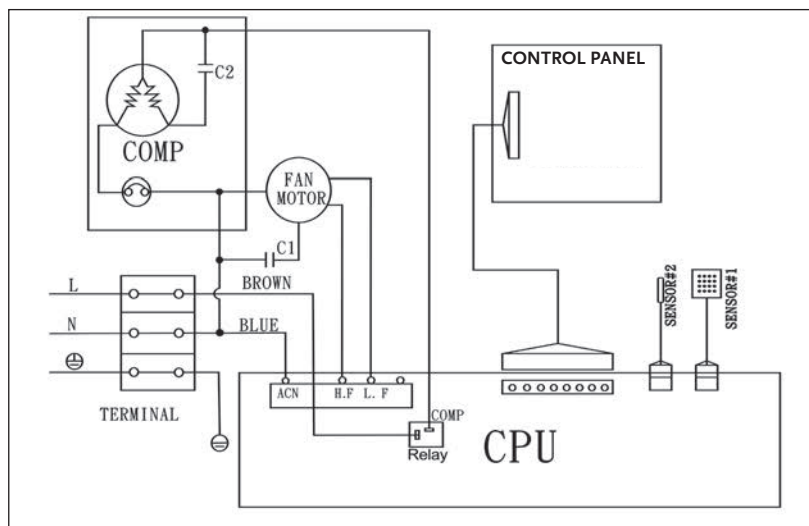 C2
CONTROL PANEL
COMP
FAN
MOTOR
C1
L
BROWN
N
BLUE
SENSOR#2
SENSOR#1
TERMINAL
ACN
H.F
L. F
COMP
Relay
CPU